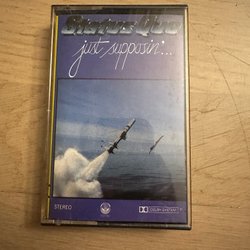 Status Quo
just supposin'...
STEREO
DOLBY SYSTEM